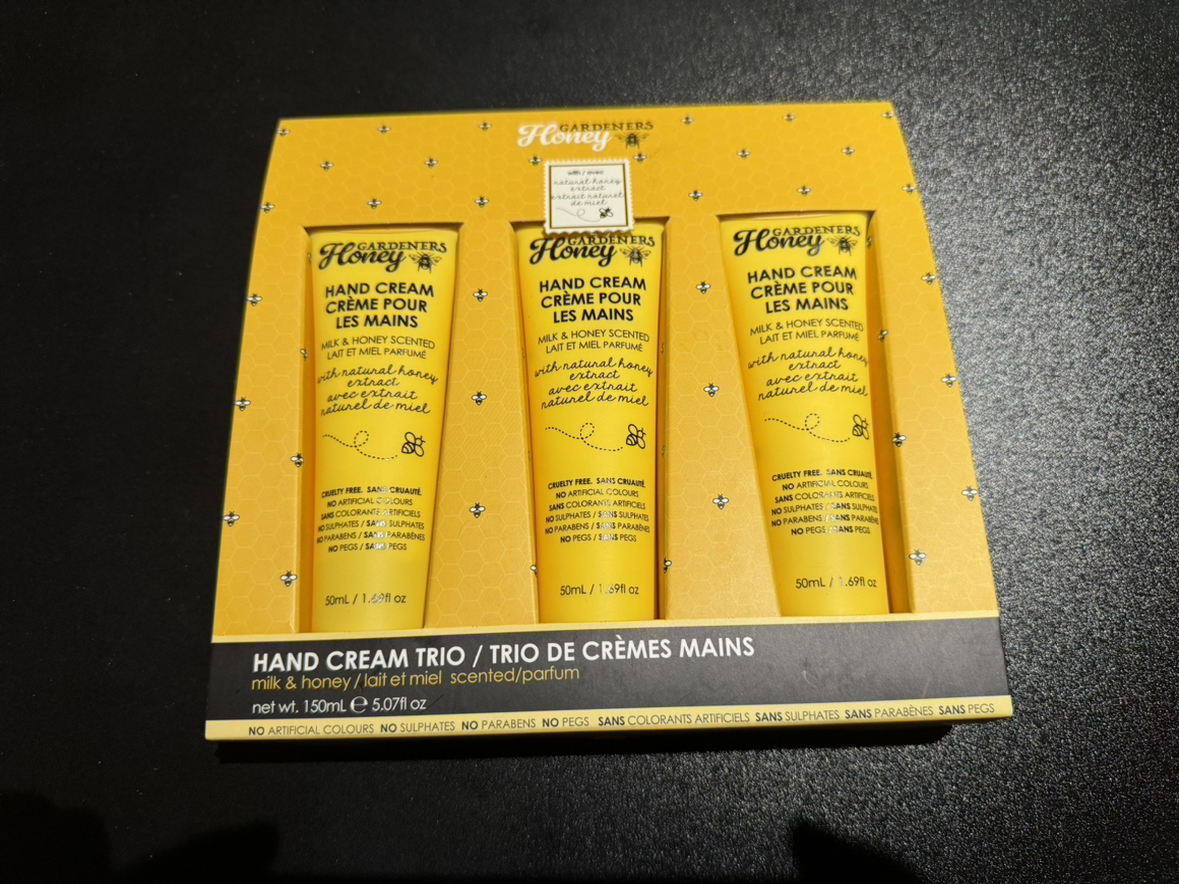 GARDENERS
Honey
with / avec
natural honey
extract
extrait naturel
de miel
GARDENERS
Honey
HAND CREAM
CRÈME POUR
LES MAINS
MILK & HONEY SCENTED
LAIT ET MIEL PARFUMÉ
with natural honey
extract
avec extrait
naturel de miel
CRUELTY FREE. SANS CRUAUTÉ.
NO ARTIFICIAL COLOURS
SANS COLORANTS ARTIFICIELS
NO SULPHATES / SANS SULPHATES
NO PARABENS / SANS PARABÈNES
NO PEGS / SANS PEGS
50mL / 1.69fl oz
GARDENERS
Honey
HAND CREAM
CRÈME POUR
LES MAINS
MILK & HONEY SCENTED
LAIT ET MIEL PARFUMÉ
with natural honey
extract
avec extrait
naturel de miel
CRUELTY FREE. SANS CRUAUTÉ.
NO ARTIFICIAL COLOURS
SANS COLORANTS ARTIFICIELS
NO SULPHATES / SANS SULPHATES
NO PARABENS / SANS PARABÈNES
NO PEGS / SANS PEGS
50mL / 1.69fl oz
GARDENERS
Honey
HAND CREAM
CRÈME POUR
LES MAINS
MILK & HONEY SCENTED
LAIT ET MIEL PARFUMÉ
with natural honey
extract
avec extrait
naturel de miel
CRUELTY FREE. SANS CRUAUTÉ.
NO ARTIFICIAL COLOURS
SANS COLORANTS ARTIFICIELS
NO SULPHATES / SANS SULPHATES
NO PARABENS / SANS PARABÈNES
NO PEGS / SANS PEGS
50mL / 1.69fl oz
HAND CREAM TRIO / TRIO DE CRÈMES MAINS
milk & honey / lait et miel scented/parfum
net wt. 150mL ℮ 5.07fl oz
NO ARTIFICIAL COLOURS NO SULPHATES NO PARABENS NO PEGS SANS COLORANTS ARTIFICIELS SANS SULPHATES SANS PARABÈNES SANS PEGS